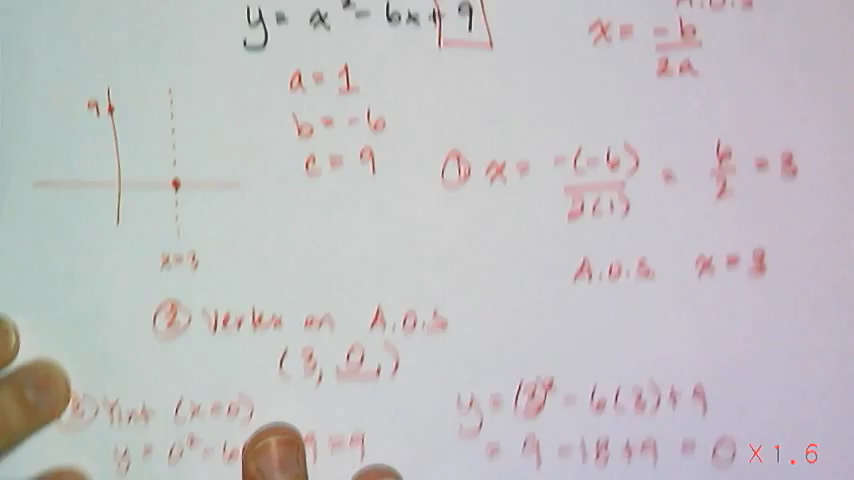 y = x² - 6x + 9
A.O.S
x = -b/2a
a = 1
b = -6
c = 9
9
① x = -(-6)/2(1) = 6/2 = 3
x = 3
A.O.S x = 3
② Vertex on A.O.S
(3, 0)
③ Yint (x=0)
y = 0² - 6 9 = 9
y = (3)² - 6(3) + 9
= 9 - 18 + 9 = 0
X1.6